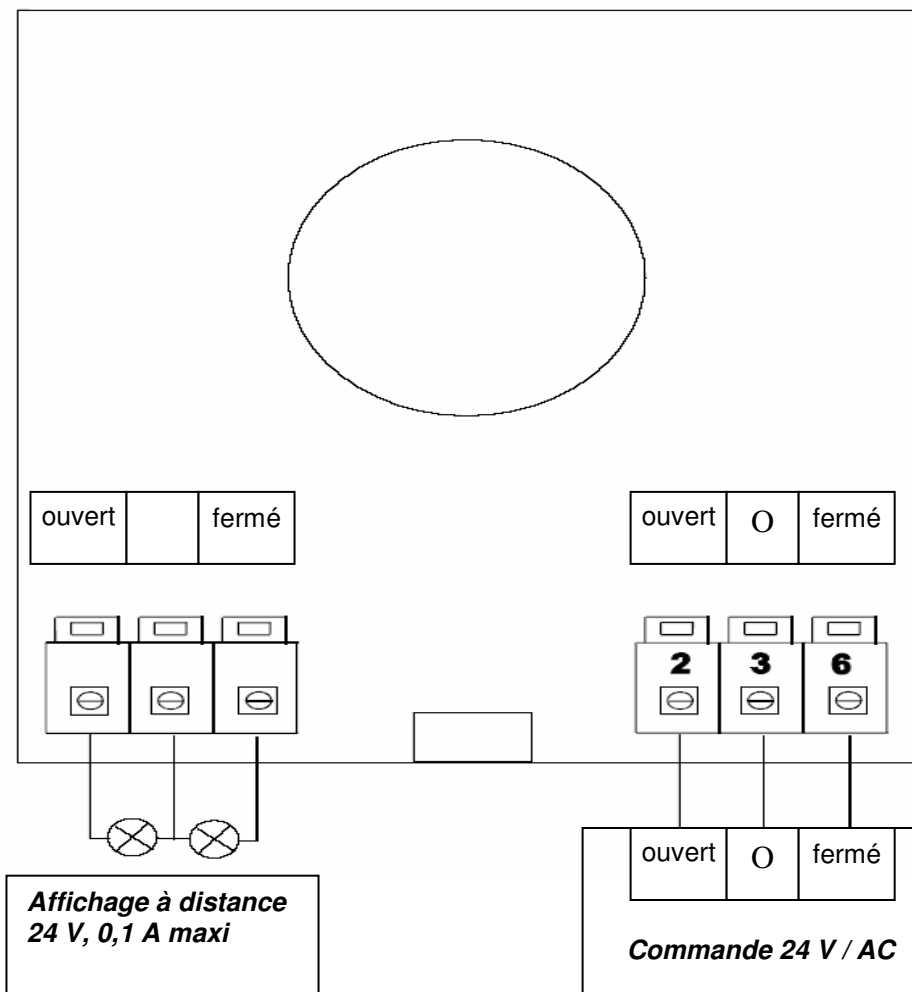 ouvert fermé
ouvert O fermé
2 3 6
ouvert O fermé
Affichage à distance
24 V, 0,1 A maxi
Commande 24 V / AC